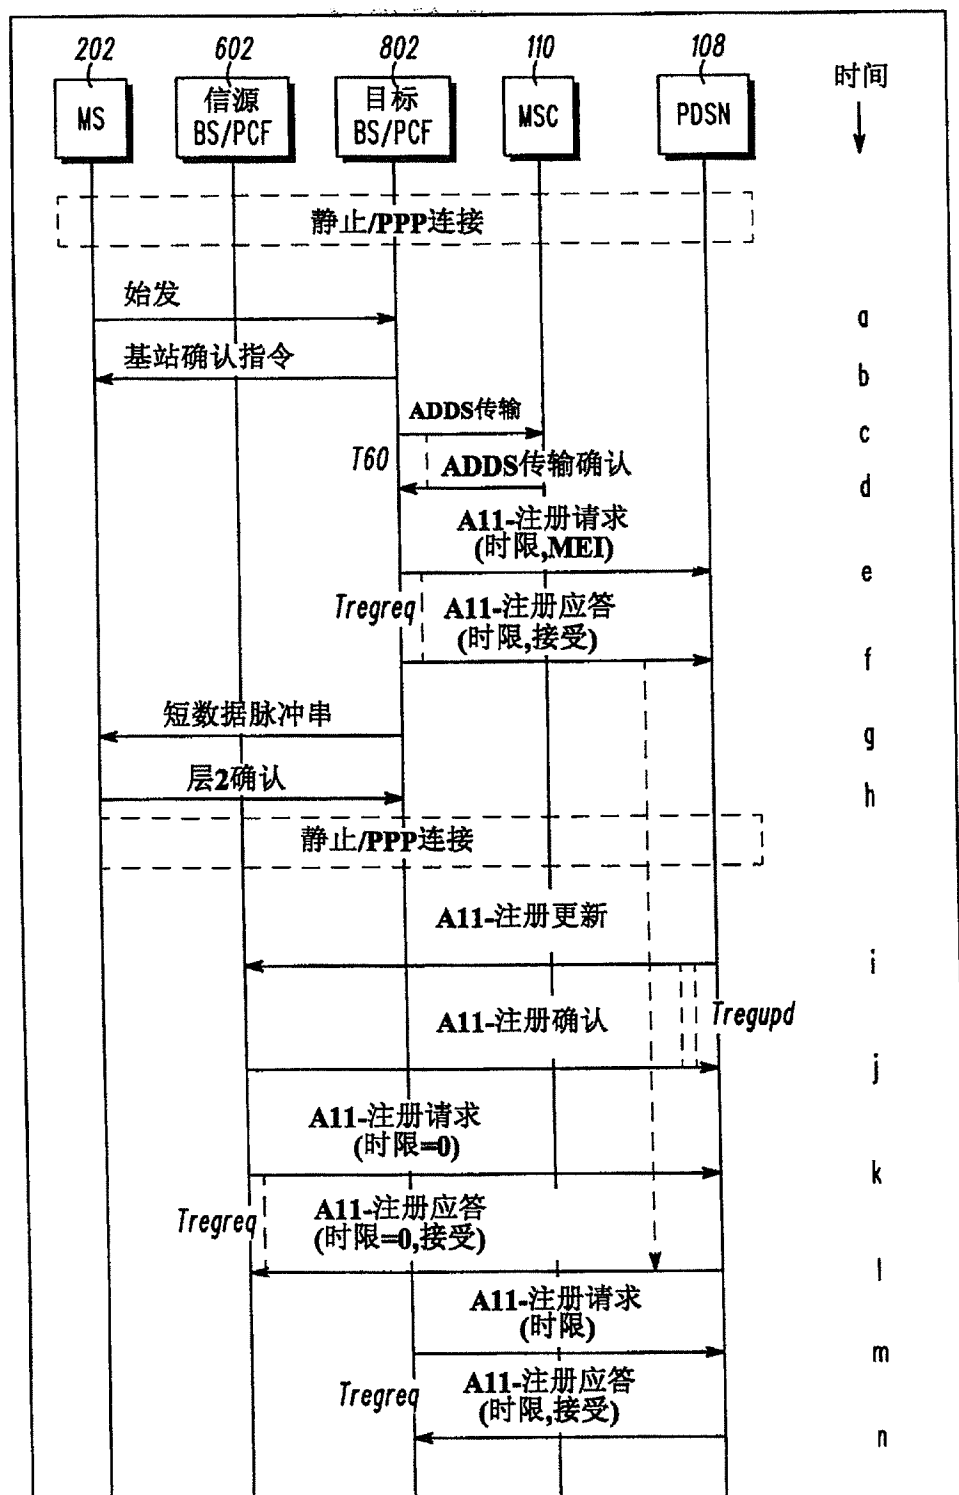 202 602 802 110 108
MS 信源 BS/PCF 目标 BS/PCF MSC PDSN 时间
静止/PPP连接
始发
a
基站确认指令
b
ADDS传输
c
T60 ADDS传输确认
d
A11-注册请求
(时限,MEI)
e
Tregreq A11-注册应答
(时限,接受)
f
短数据脉冲串
g
层2确认
h
静止/PPP连接
A11-注册更新
i
A11-注册确认 Tregupd
j
A11-注册请求
(时限=0)
k
Tregreq A11-注册应答
(时限=0,接受)
l
A11-注册请求
(时限)
m
Tregreq A11-注册应答
(时限,接受)
n